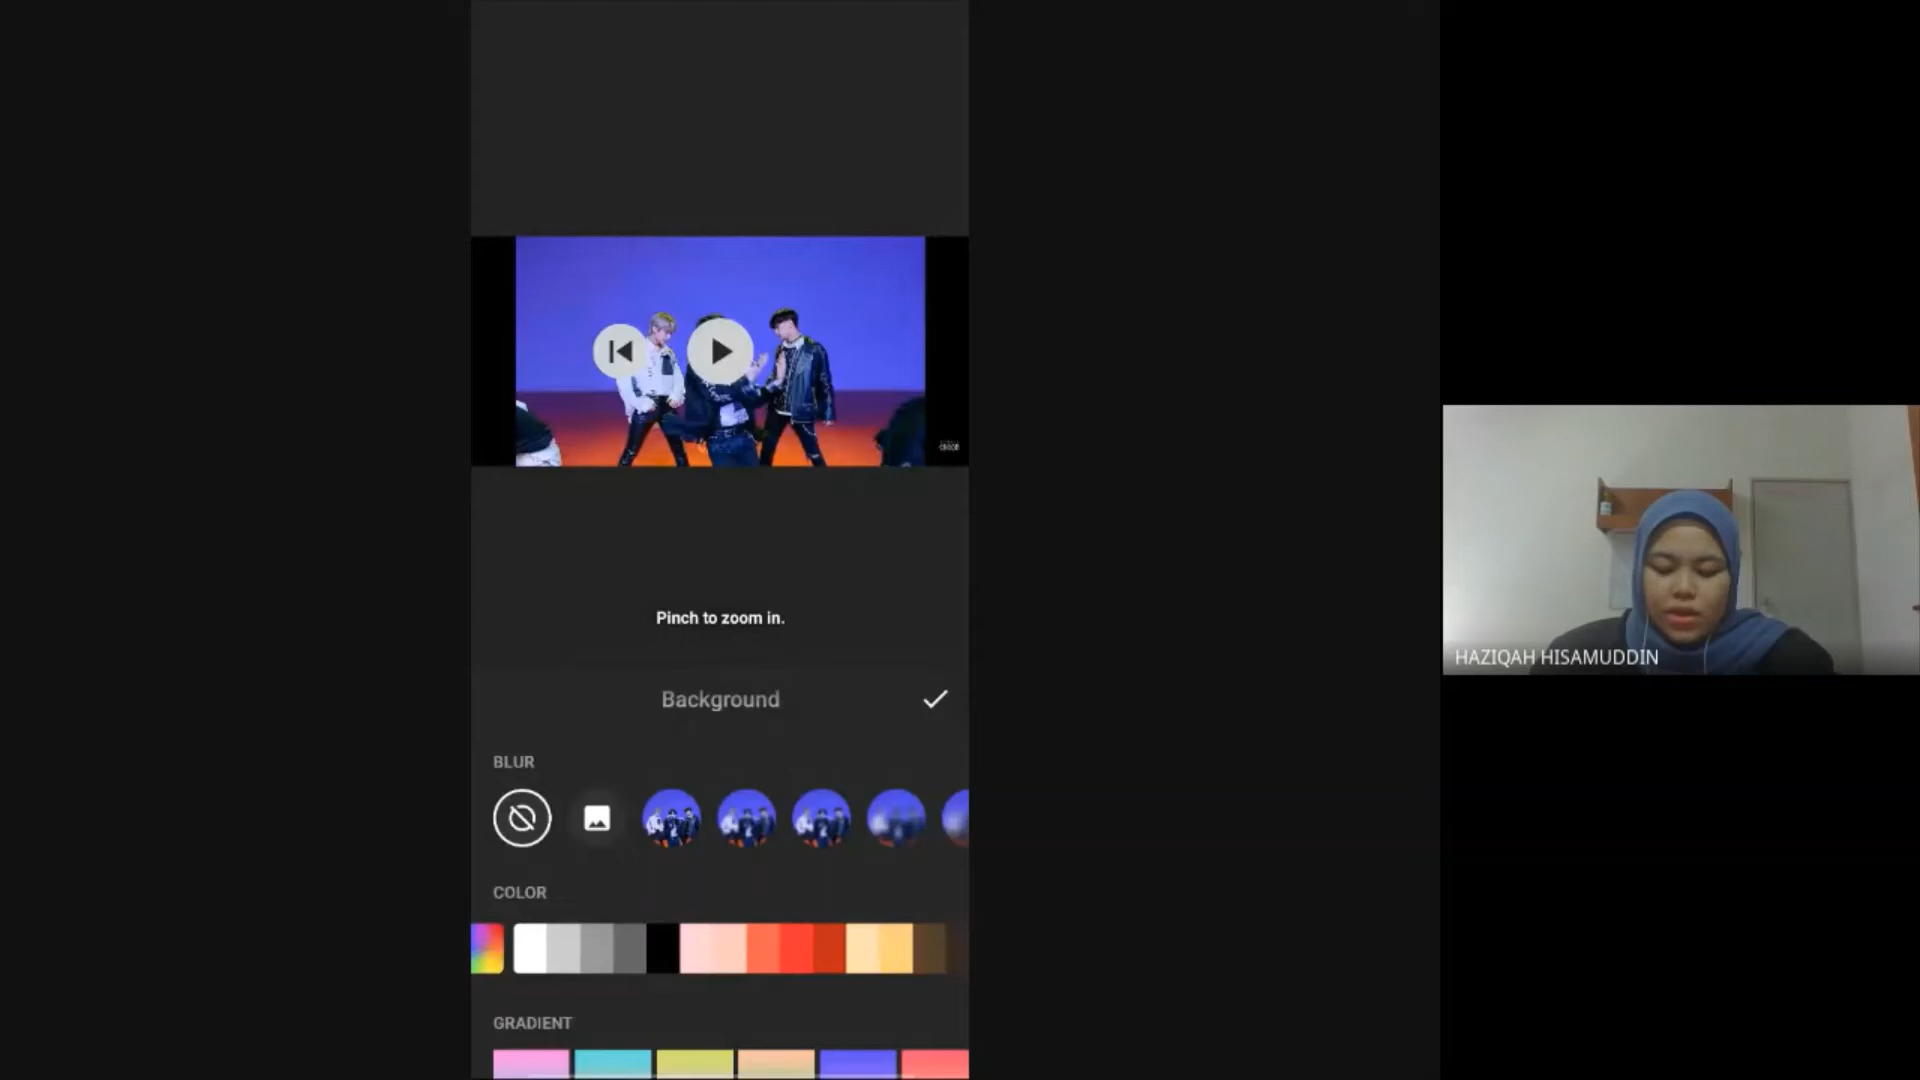 Pinch to zoom in.
Background
BLUR
COLOR
GRADIENT
HAZIQAH HISAMUDDIN